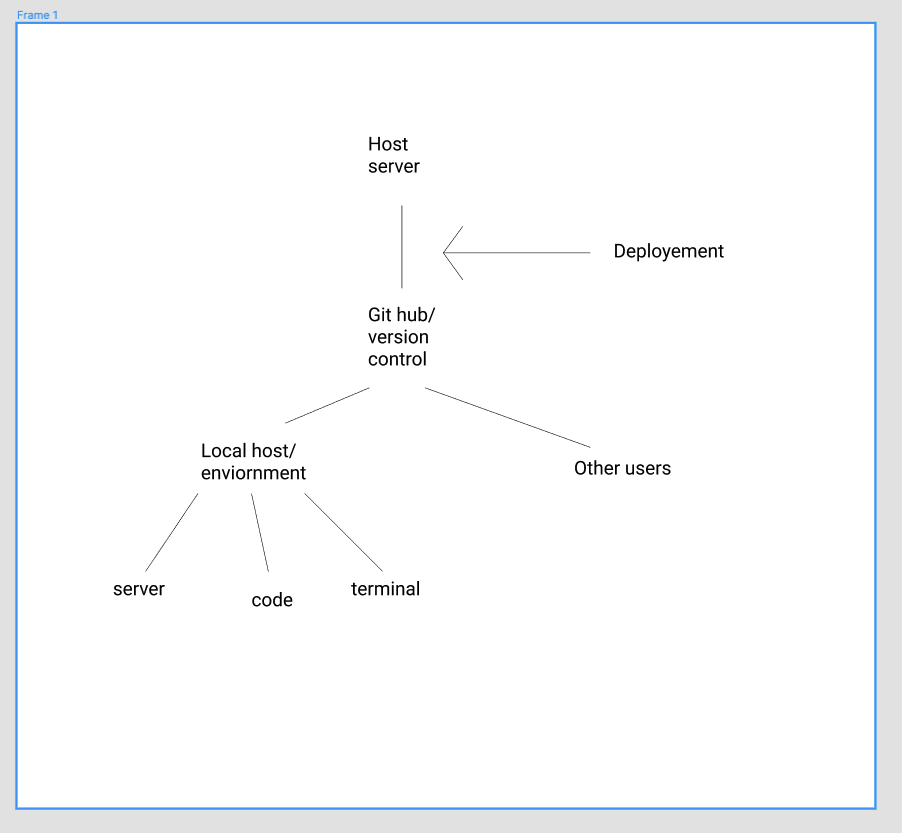 Frame 1
Host
server
Deployement
Git hub/
version
control
Local host/
enviornment
Other users
server
code
terminal